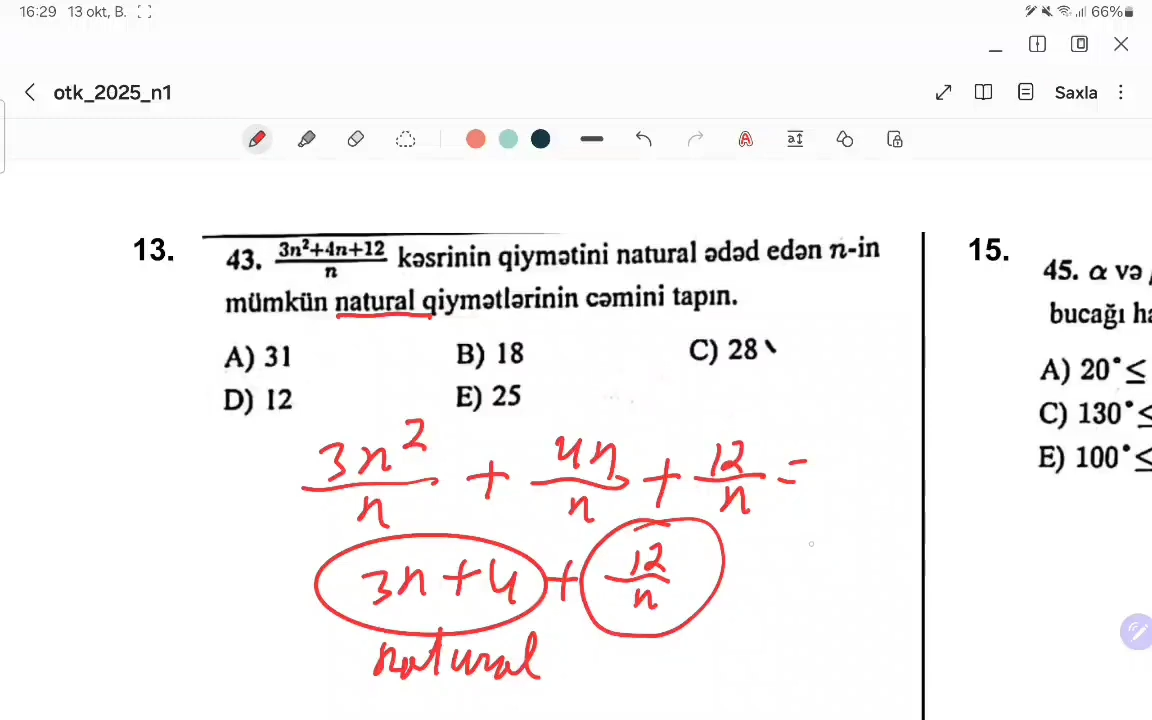 16:29 13 okt, B. 66%
otk_2025_n1 Saxla
13. 43. (3n²+4n+12)/n kəsrinin qiymətini natural ədəd edən n-in
mümkün natural qiymətlərinin cəmini tapın.
A) 31 B) 18 C) 28
D) 12 E) 25
3n²/n + 4n/n + 12/n =
3n+4 + 12/n
natural
15.
45. α və
bucağı
A) 20°≤
C) 130°≤
E) 100°≤